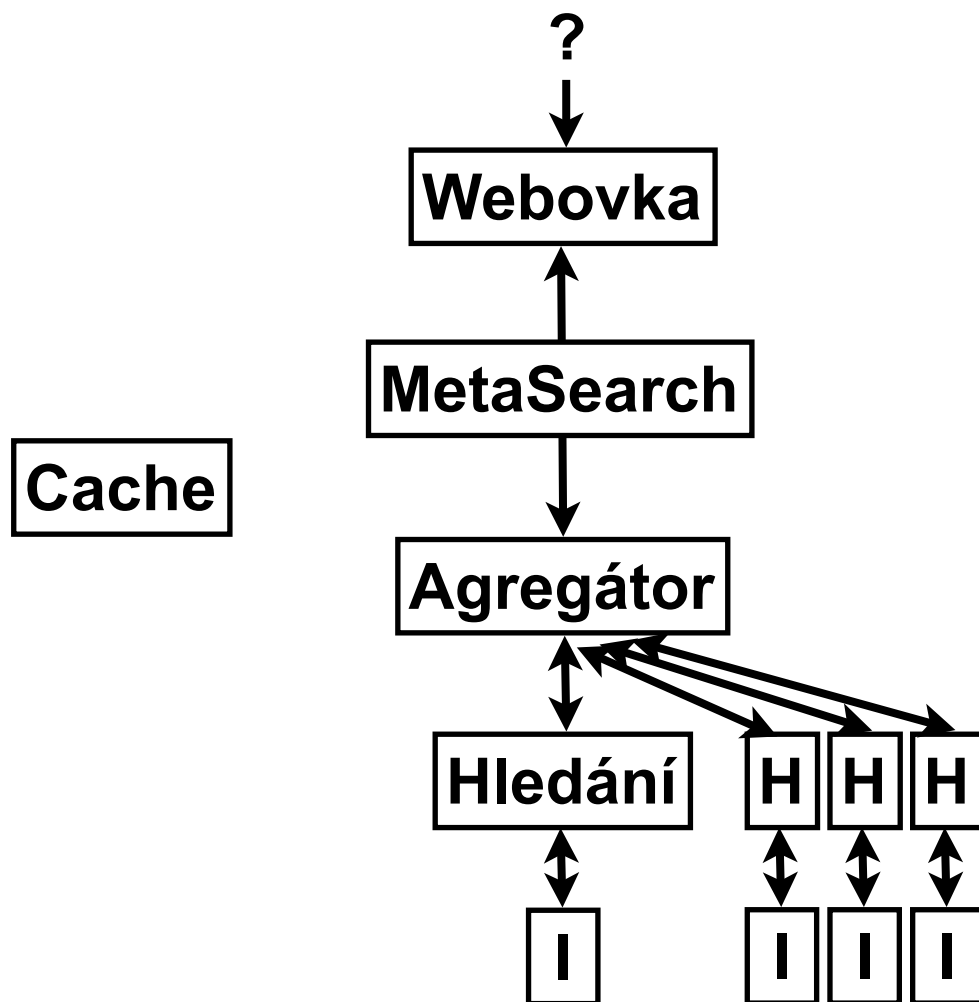 ?
Webovka
MetaSearch
Cache
Agregátor
Hledání
H
H
H
I
I
I
I